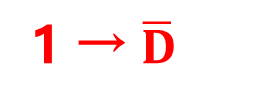 1 → D̅